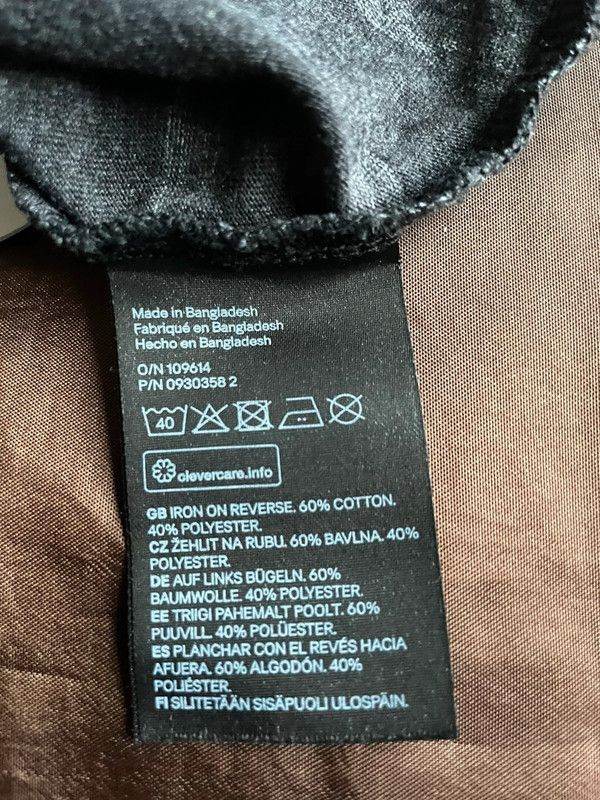 Made in Bangladesh
Fabriqué en Bangladesh
Hecho en Bangladesh
O/N 109614
P/N 0930358 2
40
clevercare.info
GB IRON ON REVERSE. 60% COTTON.
40% POLYESTER.
CZ ŽEHLIT NA RUBU. 60% BAVLNA. 40%
POLYESTER.
DE AUF LINKS BÜGELN. 60%
BAUMWOLLE. 40% POLYESTER.
EE TRIIGI PAHEMALT POOLT. 60%
PUUVILL. 40% POLÜESTER.
ES PLANCHAR CON EL REVÉS HACIA
AFUERA. 60% ALGODÓN. 40%
POLIÉSTER.
FI SILITETÄÄN SISÄPUOLI ULOSPÄIN.